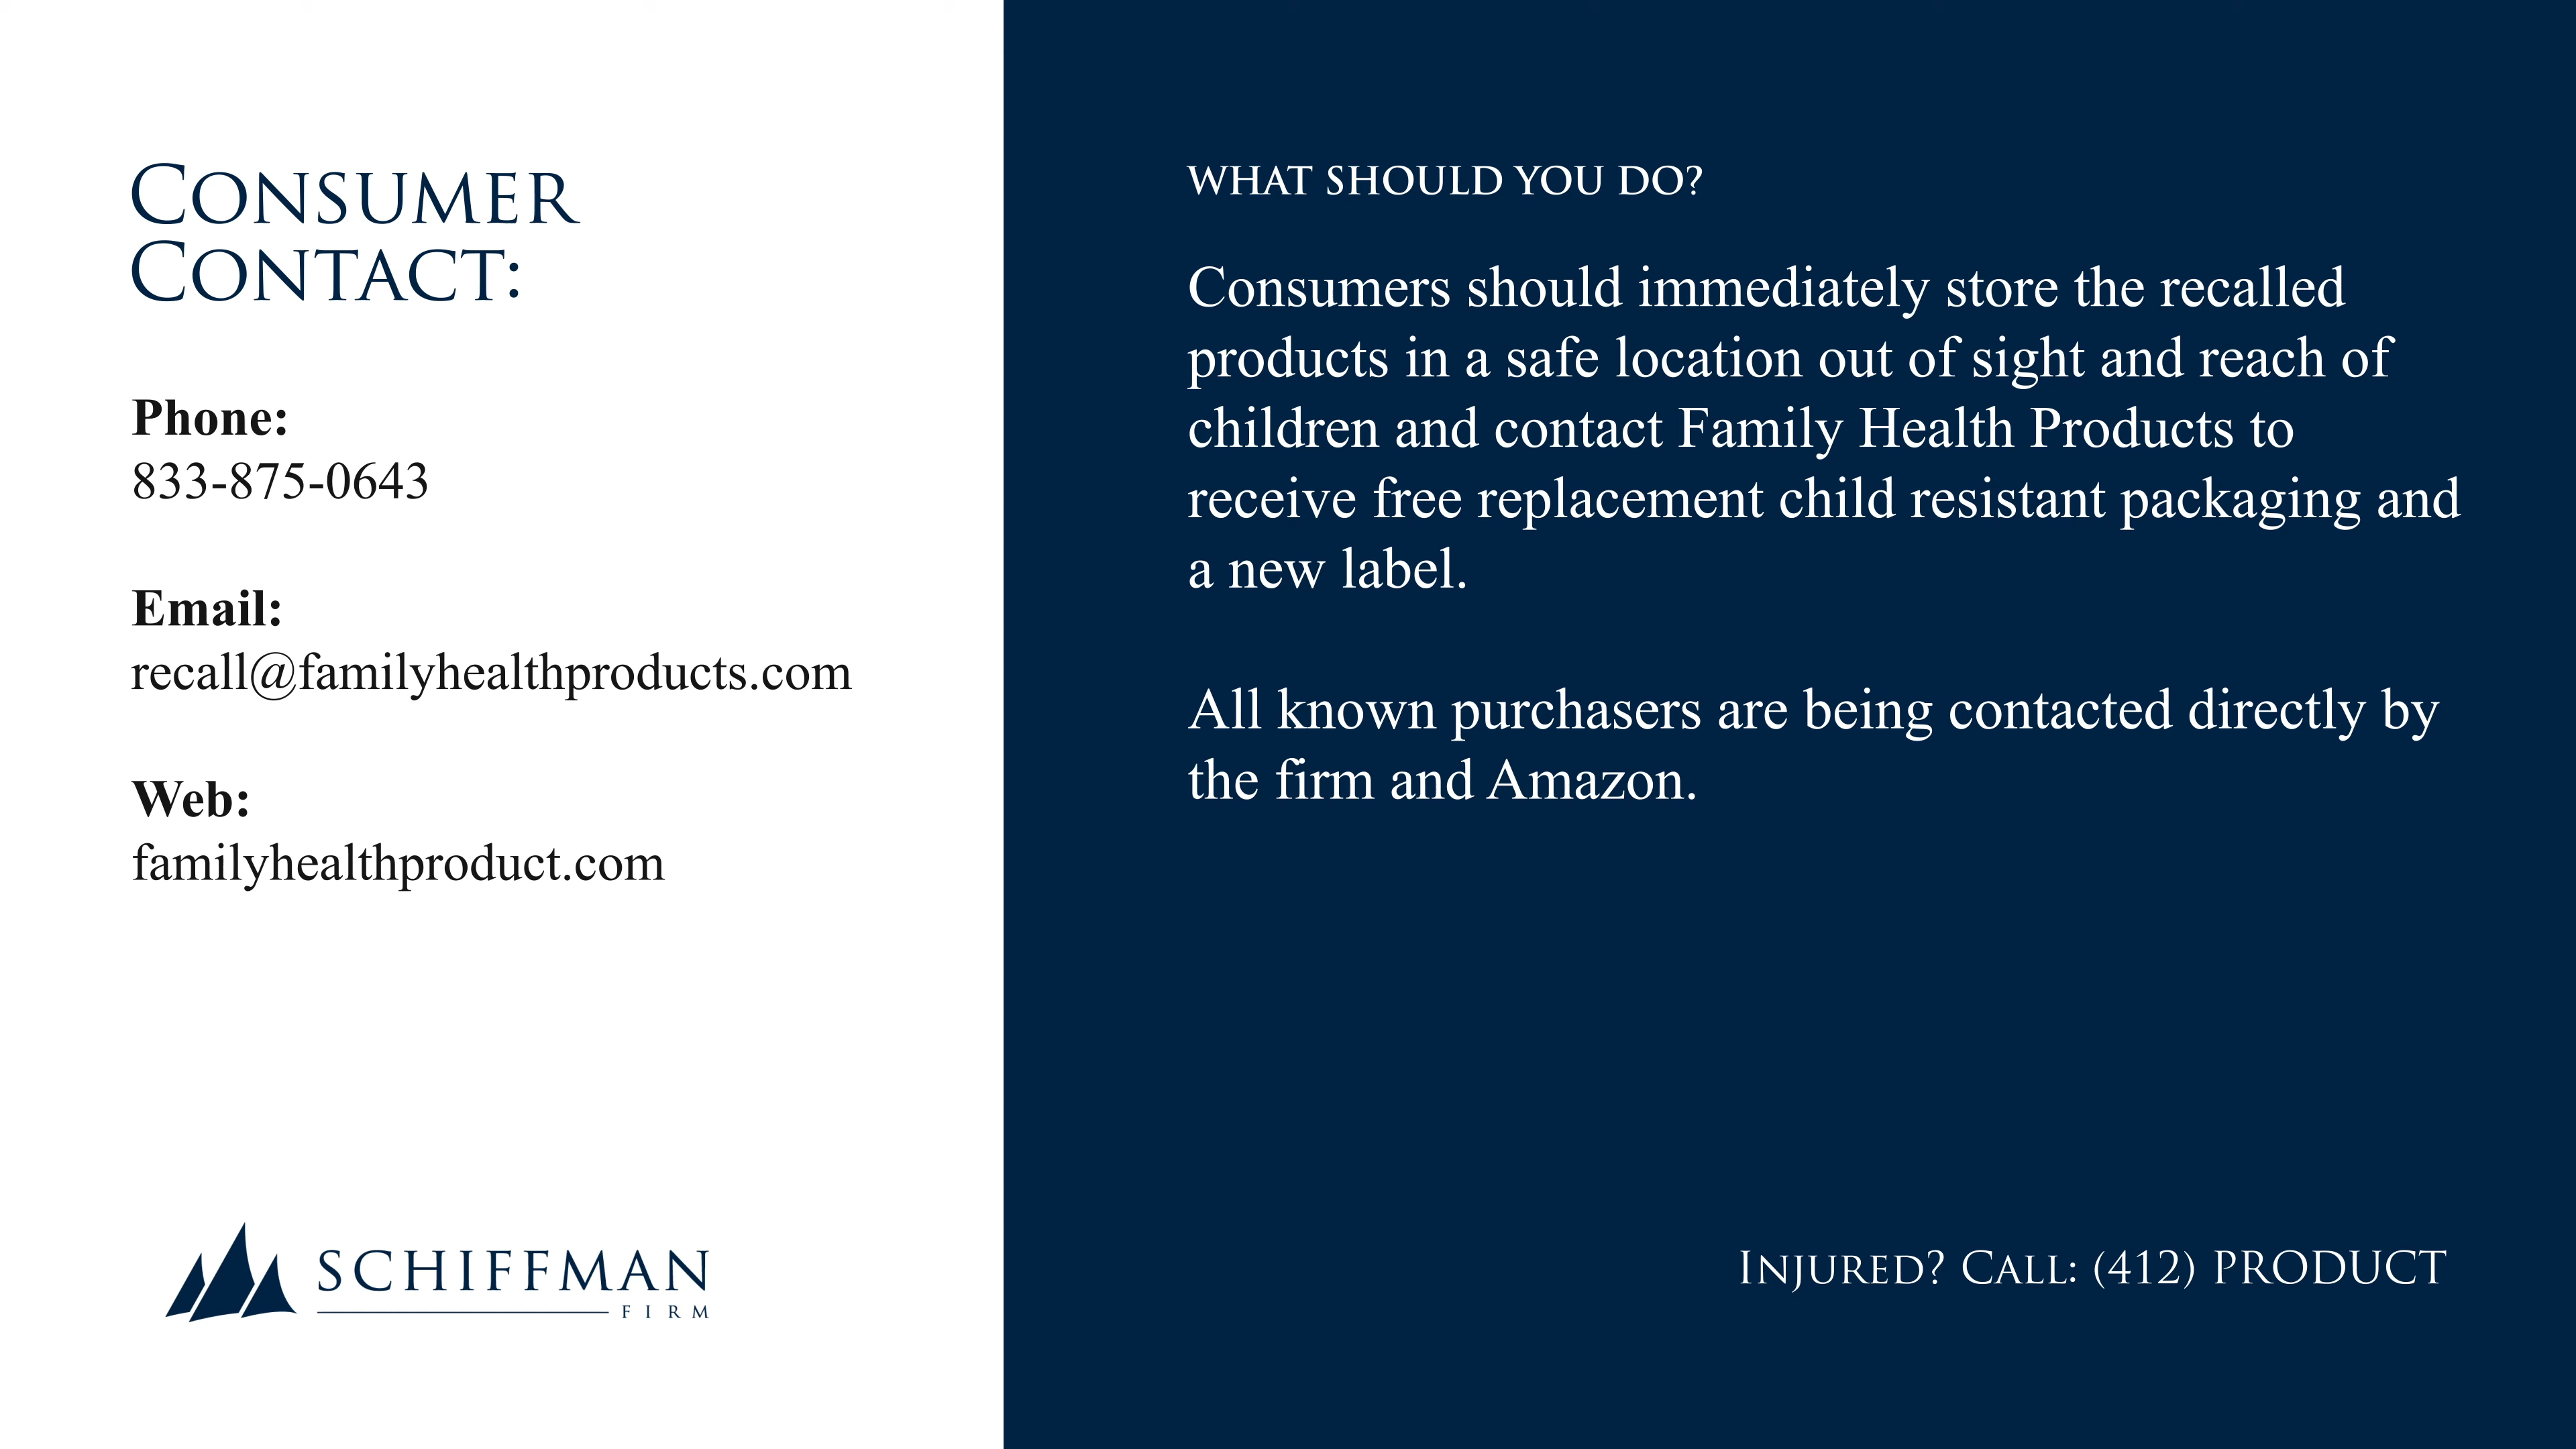 CONSUMER
CONTACT:
Phone:
833-875-0643
Email:
recall@familyhealthproducts.com
Web:
familyhealthproduct.com
SCHIFFMAN
FIRM
WHAT SHOULD YOU DO?
Consumers should immediately store the recalled
products in a safe location out of sight and reach of
children and contact Family Health Products to
receive free replacement child resistant packaging and
a new label.
All known purchasers are being contacted directly by
the firm and Amazon.
INJURED? CALL: (412) PRODUCT